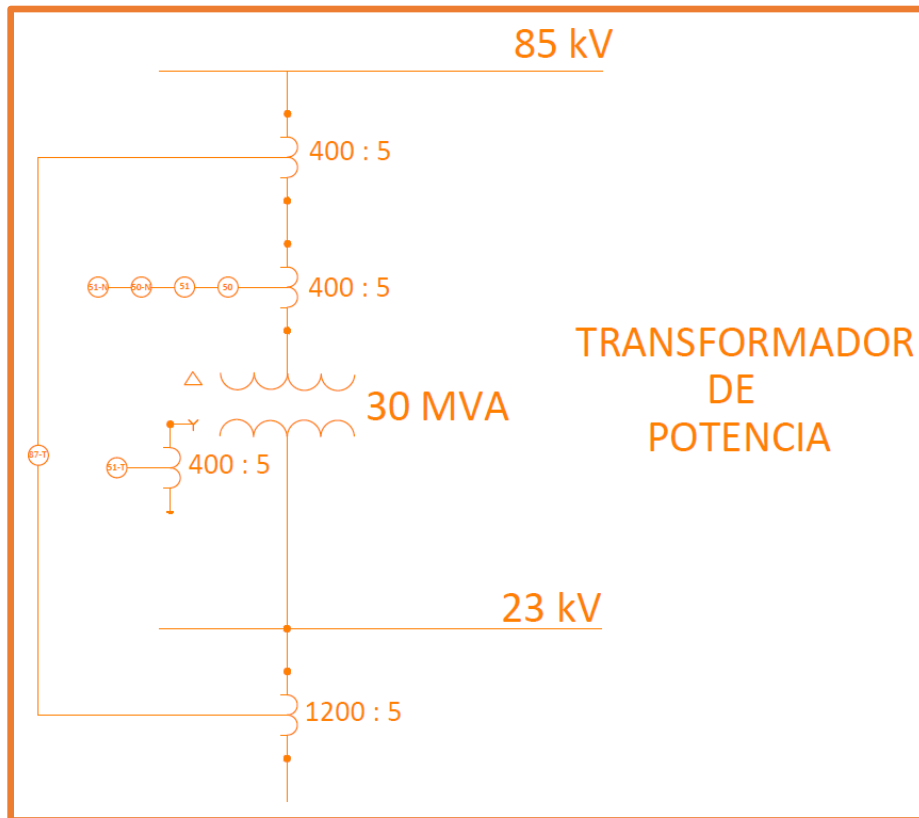 85 kV
400 : 5
51-N 50-N 51 50 400 : 5
TRANSFORMADOR
DE
POTENCIA
30 MVA
Y
87-T
51-T 400 : 5
23 kV
1200 : 5